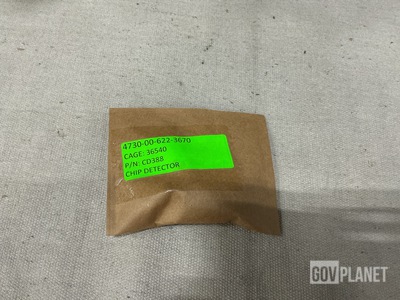 4730-00-622-3670
CAGE: 36540
P/N: CD388
CHIP DETECTOR
GOVPLANET